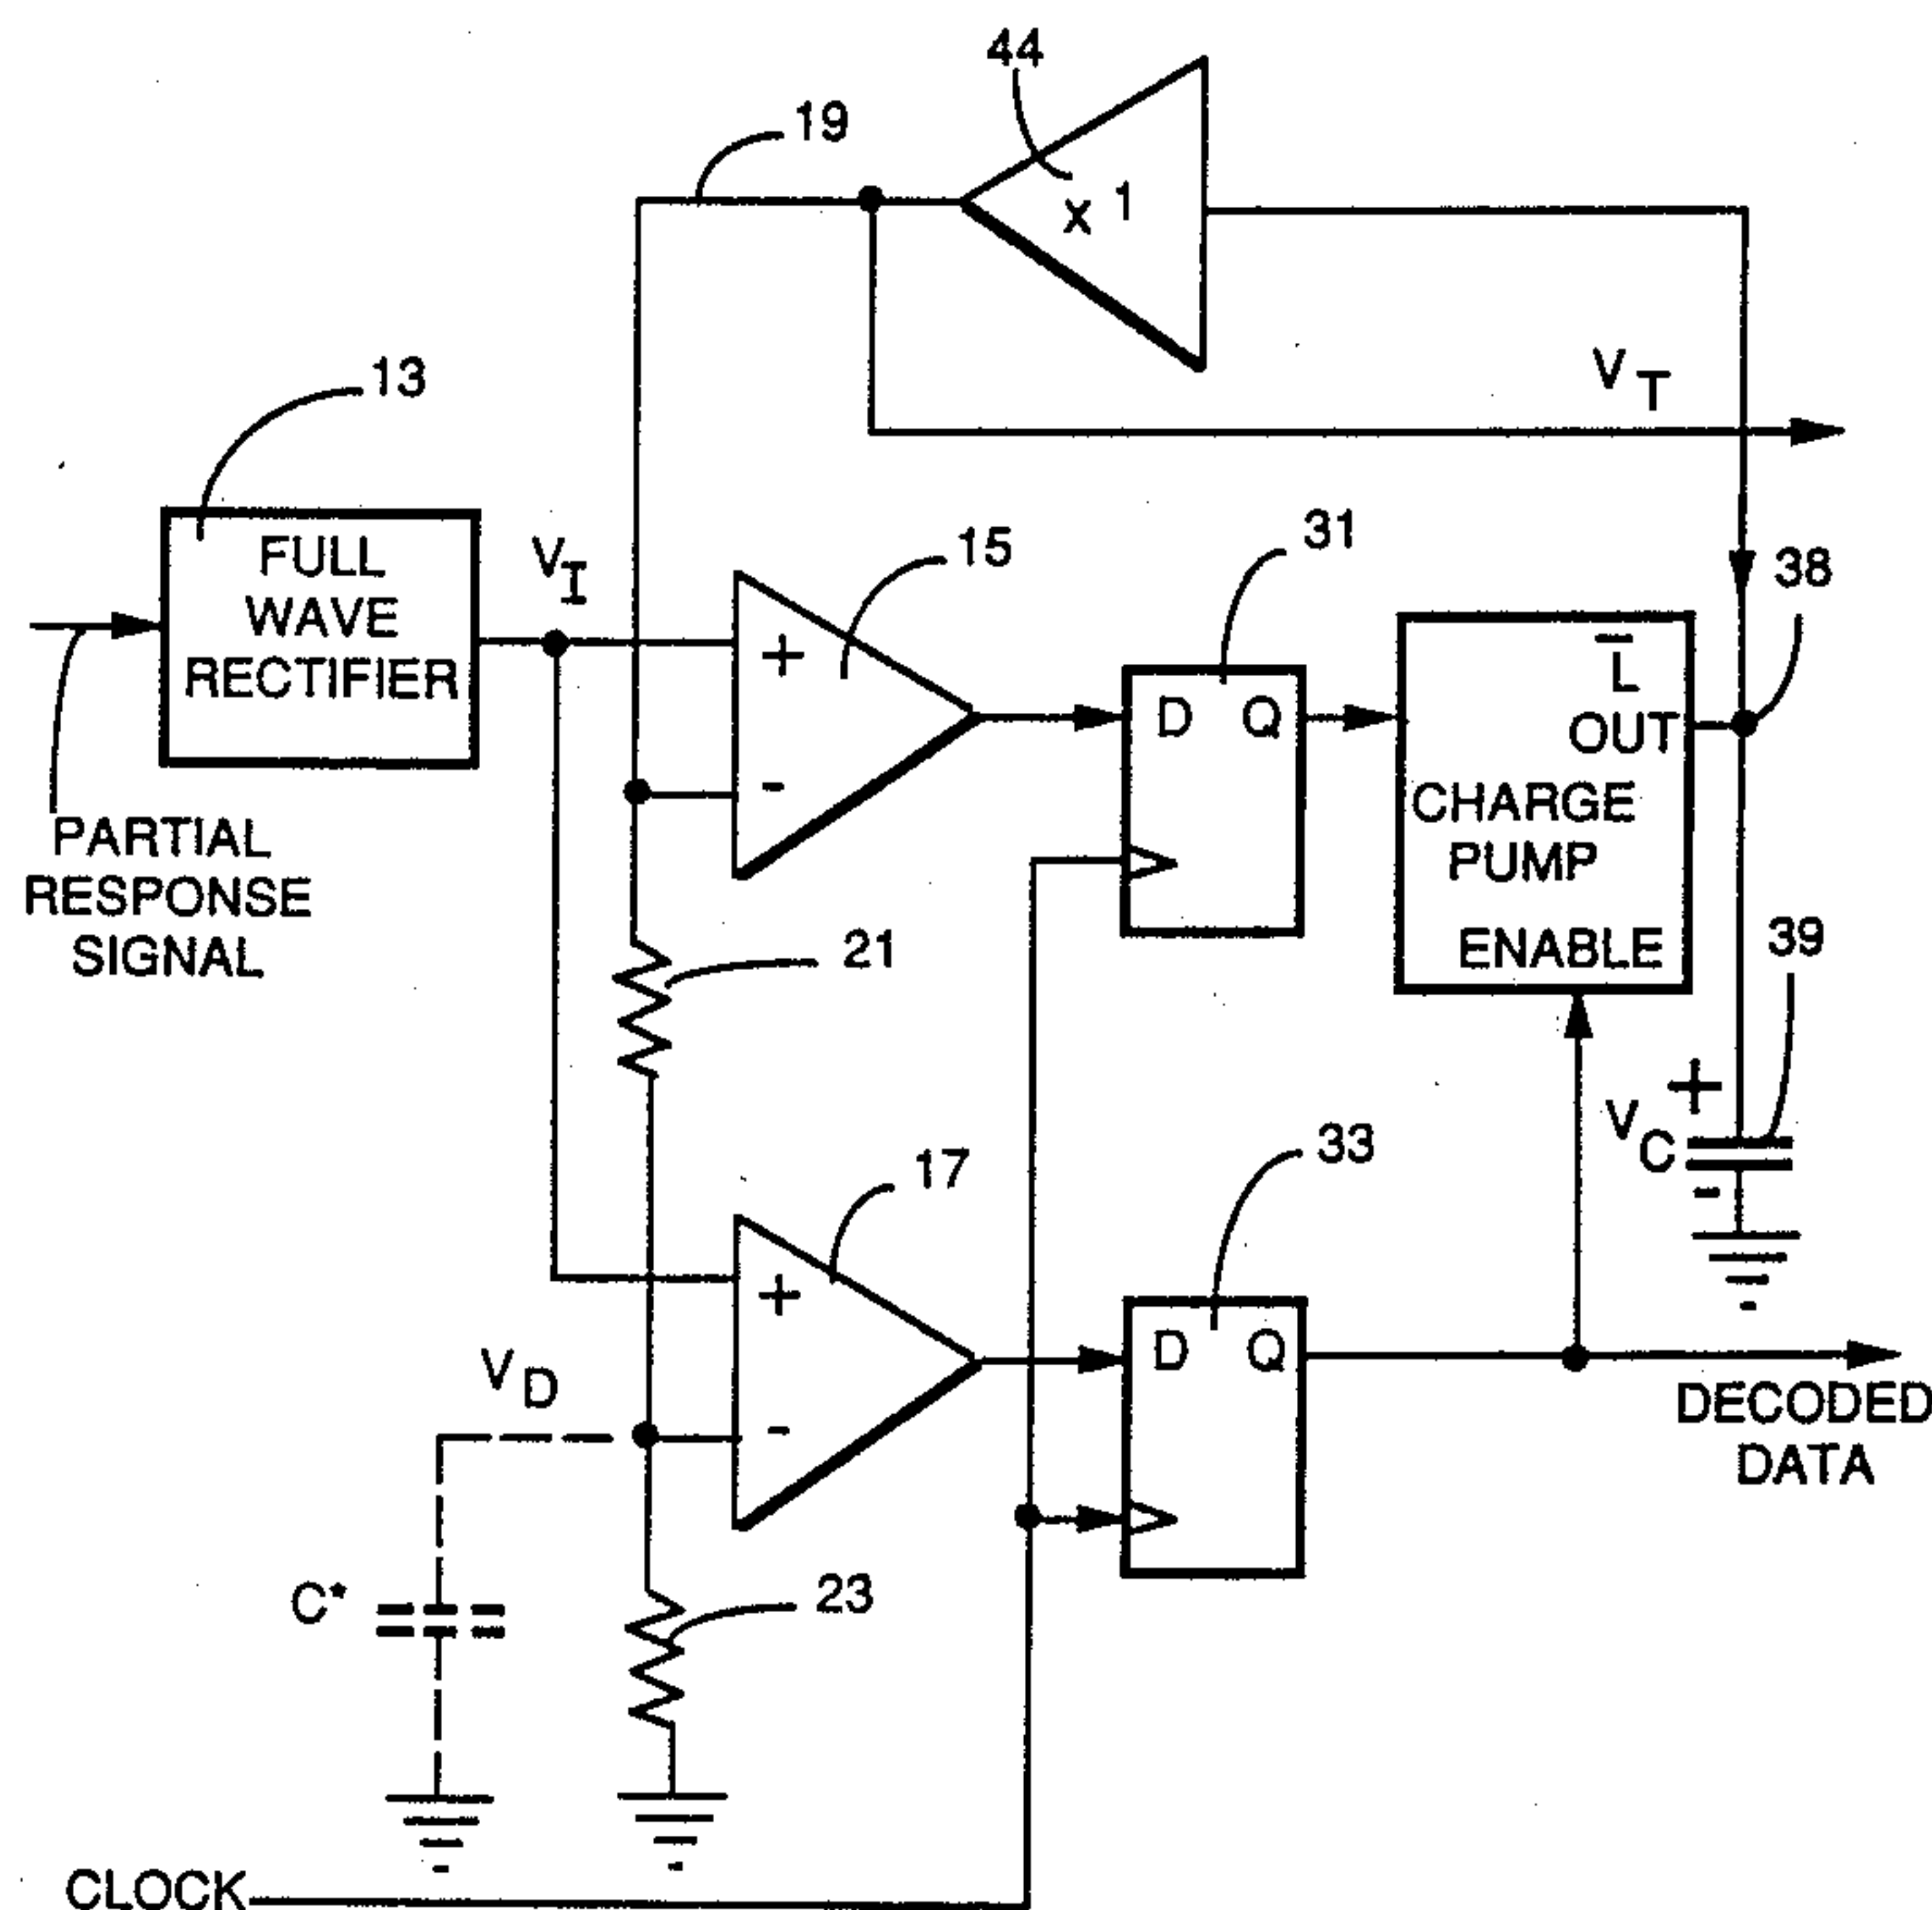 44
19
x 1
V T
13
FULL
WAVE
RECTIFIER
V I
15
31
38
+
-
D Q
L
OUT
CHARGE
PUMP
ENABLE
PARTIAL
RESPONSE
SIGNAL
21
39
+
V C
-
17
33
+
-
D Q
V D
DECODED
DATA
C*
23
CLOCK